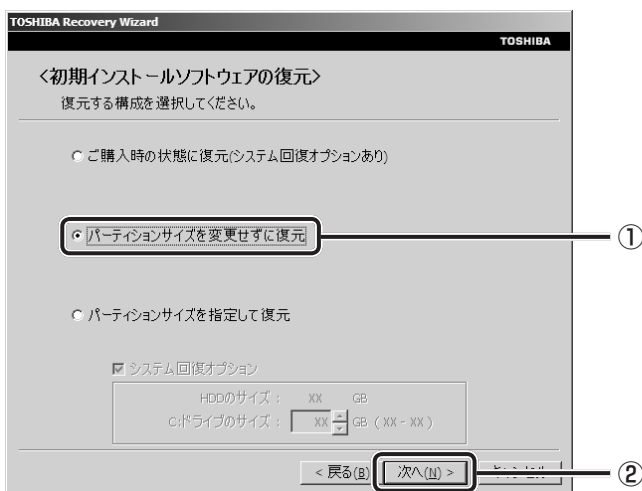 TOSHIBA Recovery Wizard
TOSHIBA
<初期インストールソフトウェアの復元>
復元する構成を選択してください。
ご購入時の状態に復元(システム回復オプションあり)
パーティションサイズを変更せずに復元
①
パーティションサイズを指定して復元
システム回復オプション
HDDのサイズ： XX GB
C:ドライブのサイズ： XX GB ( XX - XX )
< 戻る(B) 次へ(N) >
②